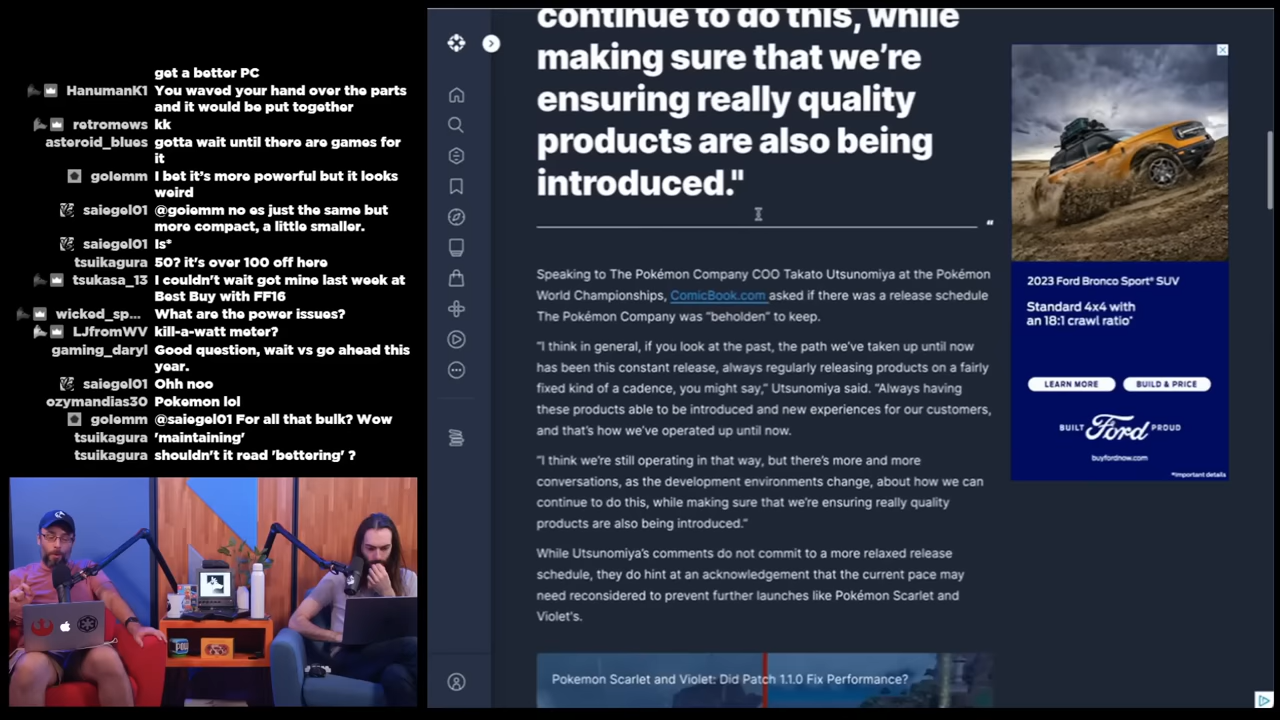 get a better PC
HanumanK1 You waved your hand over the parts
and it would be put together
retromews kk
asteroid_blues gotta wait until there are games for
it
golemm I bet it's more powerful but it looks
weird
saiegel01 @golemm no es just the same but
more compact, a little smaller.
saiegel01 Is*
tsuikagura 50? it's over 100 off here
tsukasa_13 I couldn't wait got mine last week at
Best Buy with FF16
wicked_sp... What are the power issues?
LJfromWV kill-a-watt meter?
gaming_daryl Good question, wait vs go ahead this
year.
saiegel01 Ohh noo
ozymandias30 Pokemon lol
golemm @saiegel01 For all that bulk? Wow
tsuikagura 'maintaining'
tsuikagura shouldn't it read 'bettering' ?
continue to do this, while
making sure that we're
ensuring really quality
products are also being
introduced."
"
Speaking to The Pokémon Company COO Takato Utsunomiya at the Pokémon
World Championships, ComicBook.com asked if there was a release schedule
The Pokémon Company was "beholden" to keep.
"I think in general, if you look at the past, the path we've taken up until now
has been this constant release, always regularly releasing products on a fairly
fixed kind of a cadence, you might say," Utsunomiya said. "Always having
these products able to be introduced and new experiences for our customers,
and that's how we've operated up until now.
"I think we're still operating in that way, but there's more and more
conversations, as the development environments change, about how we can
continue to do this, while making sure that we're ensuring really quality
products are also being introduced."
While Utsunomiya's comments do not commit to a more relaxed release
schedule, they do hint at an acknowledgement that the current pace may
need reconsidered to prevent further launches like Pokémon Scarlet and
Violet's.
Pokemon Scarlet and Violet: Did Patch 1.1.0 Fix Performance?
2023 Ford Bronco Sport® SUV
Standard 4x4 with
an 18:1 crawl ratio*
LEARN MORE
BUILD & PRICE
BUILT Ford PROUD
buyfordnow.com
*Important details